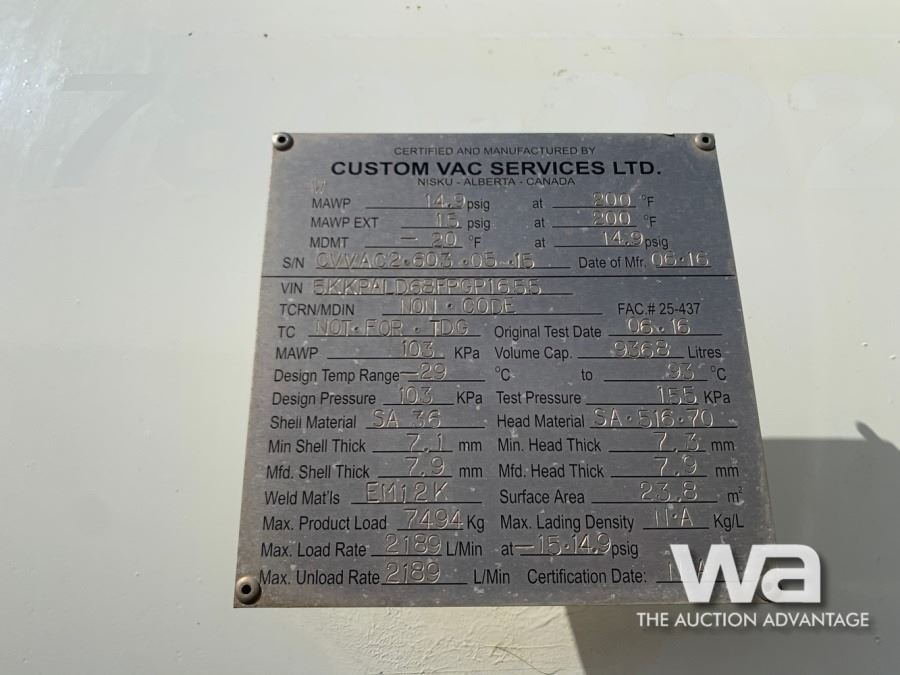 CERTIFIED AND MANUFACTURED BY
CUSTOM VAC SERVICES LTD.
NISKU - ALBERTA - CANADA
W
MAWP 14.9 psig at 200 °F
MAWP EXT 15 psig at 200 °F
MDMT - 20 °F at 14.9 psig
S/N CVVAC2·603·05-15 Date of Mfr. 06·16
VIN 5KKPALD68FPGP1655
TCRN/MDIN NON·CODE FAC.# 25-437
TC NOT·FOR·TDG Original Test Date 06·16
MAWP 103 KPa Volume Cap. 9368 Litres
Design Temp Range -29 °C to 93 °C
Design Pressure 103 KPa Test Pressure 155 KPa
Shell Material SA 36 Head Material SA·516·70
Min Shell Thick 7.1 mm Min. Head Thick 7.3 mm
Mfd. Shell Thick 7.9 mm Mfd. Head Thick 7.9 mm
Weld Mat'ls EM12K Surface Area 23.8 m²
Max. Product Load 7494 Kg Max. Lading Density N·A Kg/L
Max. Load Rate 2189 L/Min at -15·14.9 psig
Max. Unload Rate 2189 L/Min Certification Date:
wa
THE AUCTION ADVANTAGE